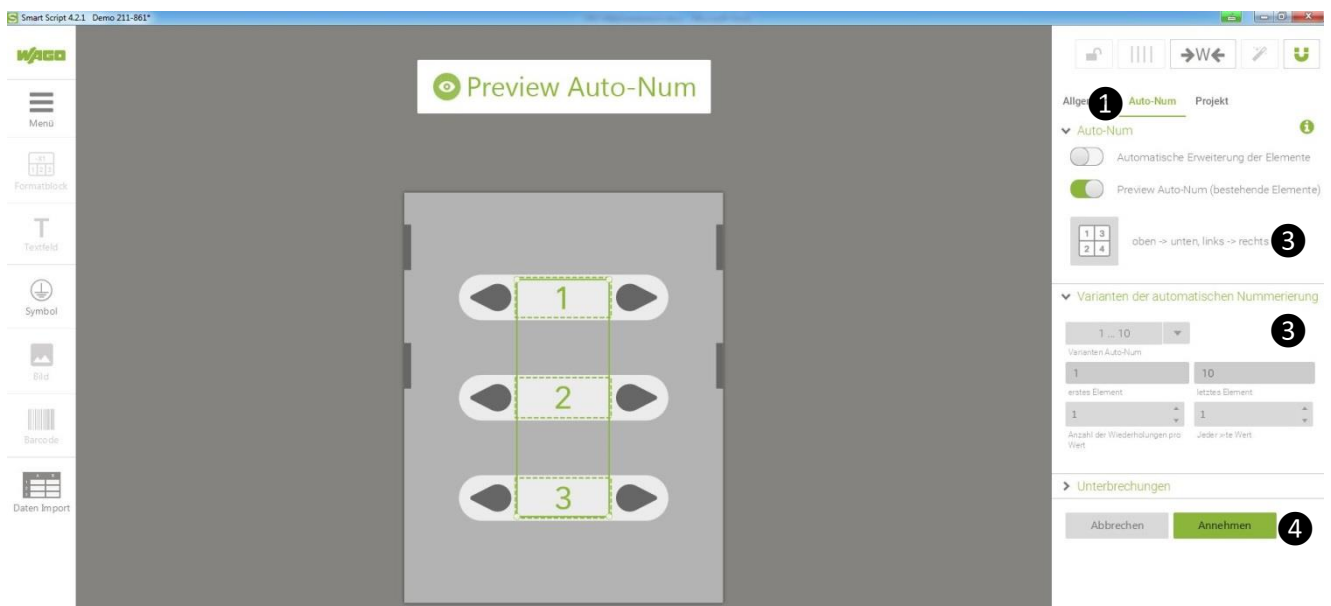 Smart Script 4.2.1 Demo 211-861*
WAGO
Menü
-X1
1 2 3
Formatblock
T
Textfeld
Symbol
Bild
Barcode
Daten Import
Preview Auto-Num
1
2
3
→W←
1
Auto-Num
Projekt
Auto-Num
Automatische Erweiterung der Elemente
Preview Auto-Num (bestehende Elemente)
1 3
2 4
oben -> unten, links -> rechts
3
Varianten der automatischen Nummerierung
3
1 ... 10
Varianten Auto-Num
1
10
erstes Element
letztes Element
1
1
Anzahl der Wiederholungen pro
Wert
Jeder x-te Wert
Unterbrechungen
Abbrechen
Annehmen
4